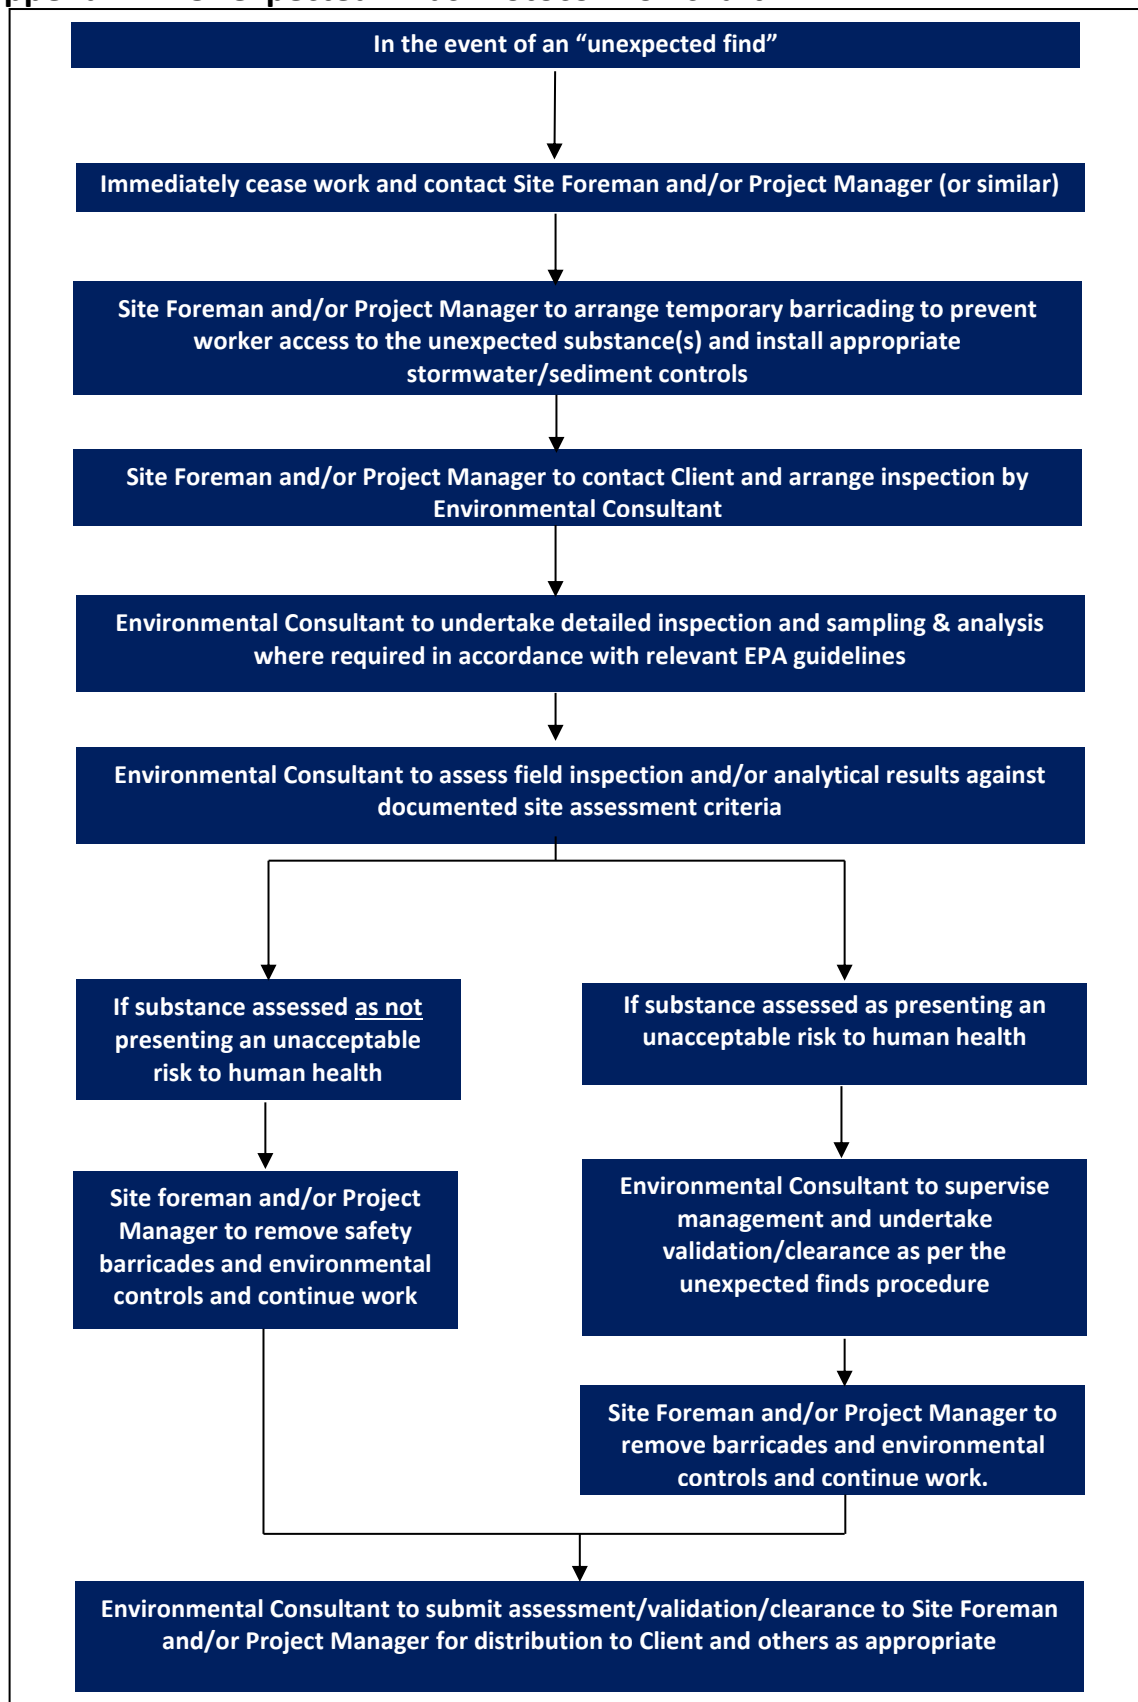 In the event of an “unexpected find”
Immediately cease work and contact Site Foreman and/or Project Manager (or similar)
Site Foreman and/or Project Manager to arrange temporary barricading to prevent
worker access to the unexpected substance(s) and install appropriate
stormwater/sediment controls
Site Foreman and/or Project Manager to contact Client and arrange inspection by
Environmental Consultant
Environmental Consultant to undertake detailed inspection and sampling & analysis
where required in accordance with relevant EPA guidelines
Environmental Consultant to assess field inspection and/or analytical results against
documented site assessment criteria
If substance assessed as not
presenting an unacceptable
risk to human health
If substance assessed as presenting an
unacceptable risk to human health
Site foreman and/or Project
Manager to remove safety
barricades and environmental
controls and continue work
Environmental Consultant to supervise
management and undertake
validation/clearance as per the
unexpected finds procedure
Site Foreman and/or Project Manager to
remove barricades and environmental
controls and continue work.
Environmental Consultant to submit assessment/validation/clearance to Site Foreman
and/or Project Manager for distribution to Client and others as appropriate